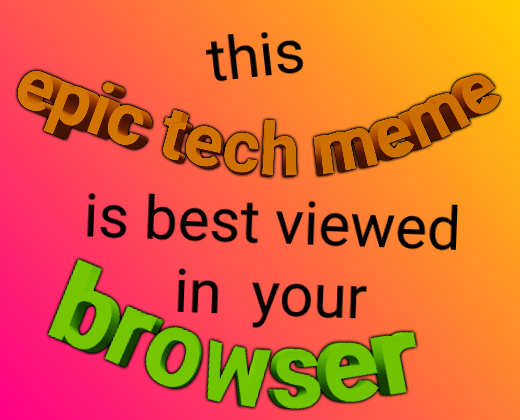 this
epic tech meme
is best viewed
in your
browser